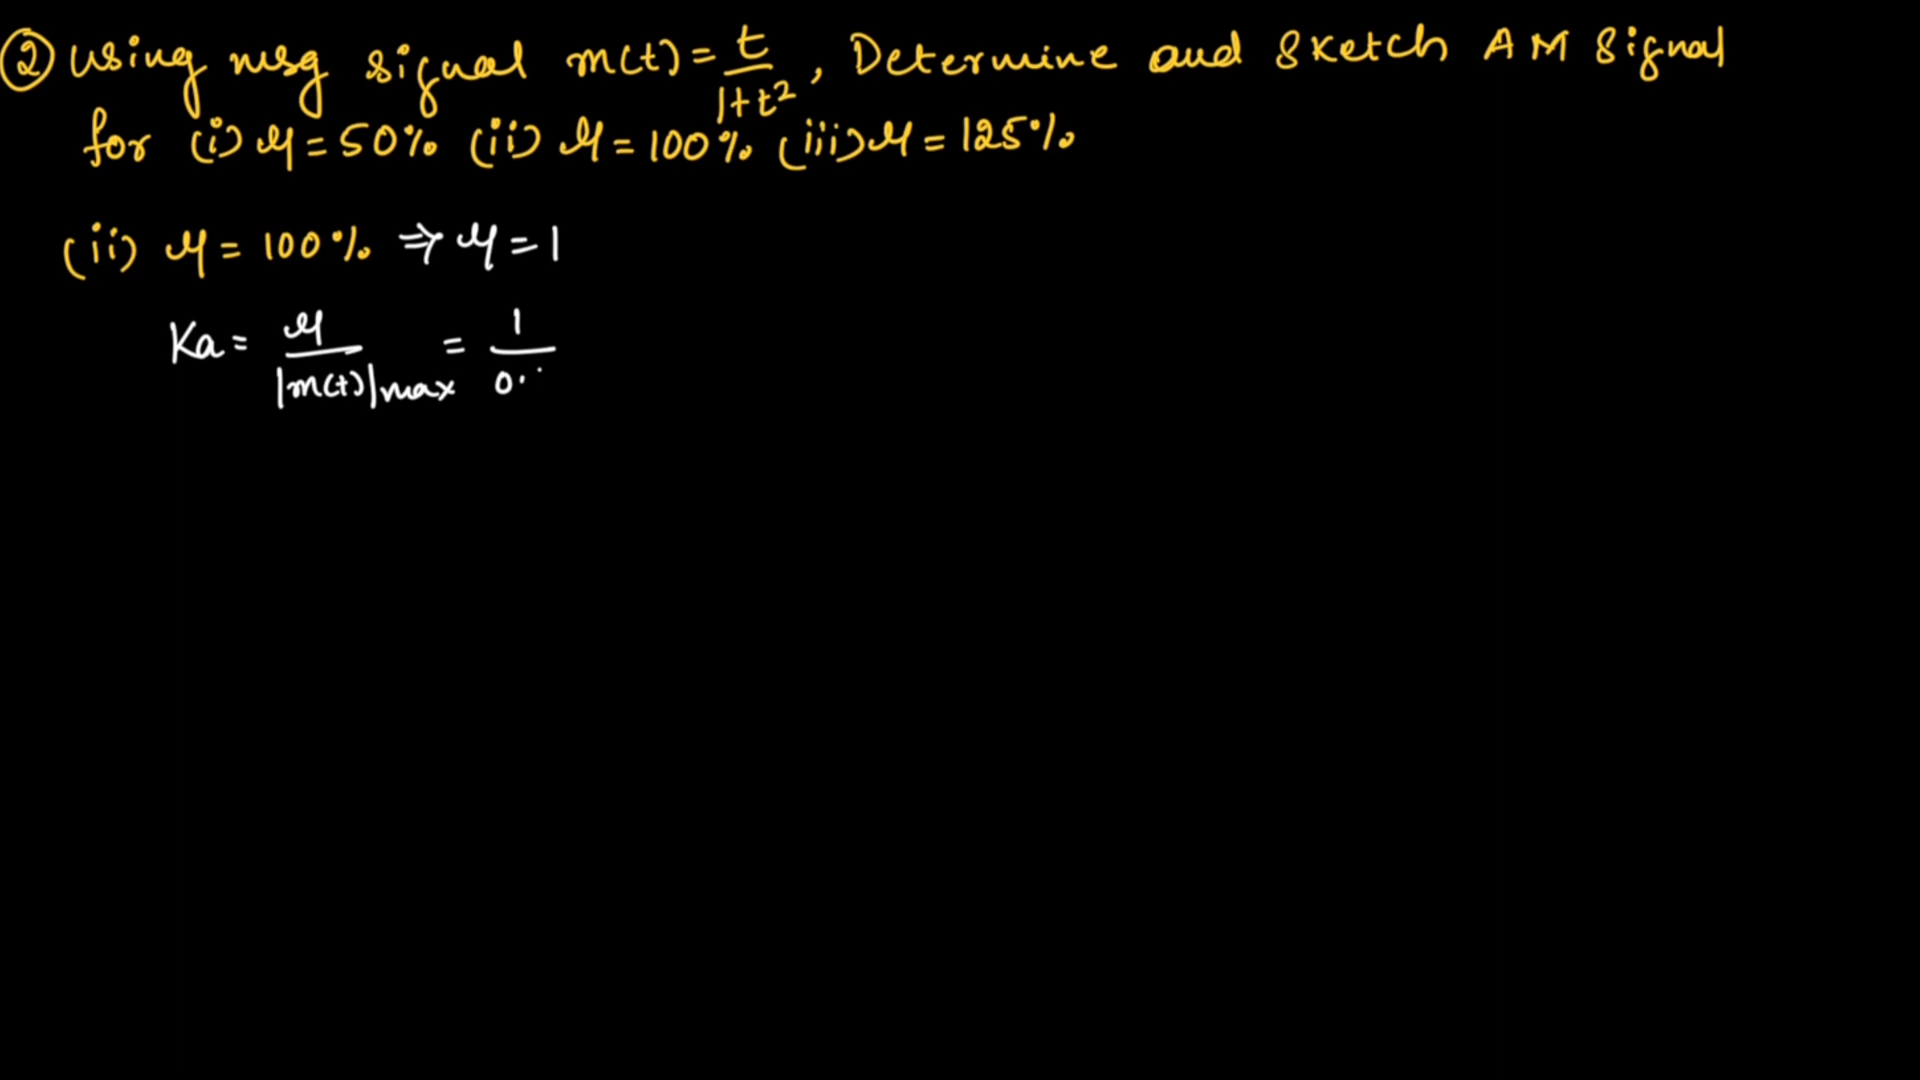 ② using msg signal m(t) = t/(1+t²), Determine and sketch AM signal
for (i) μ = 50% (ii) μ = 100% (iii) μ = 125%
(ii) μ = 100% ⇒ μ = 1
Ka = μ/|m(t)|max = 1/0.